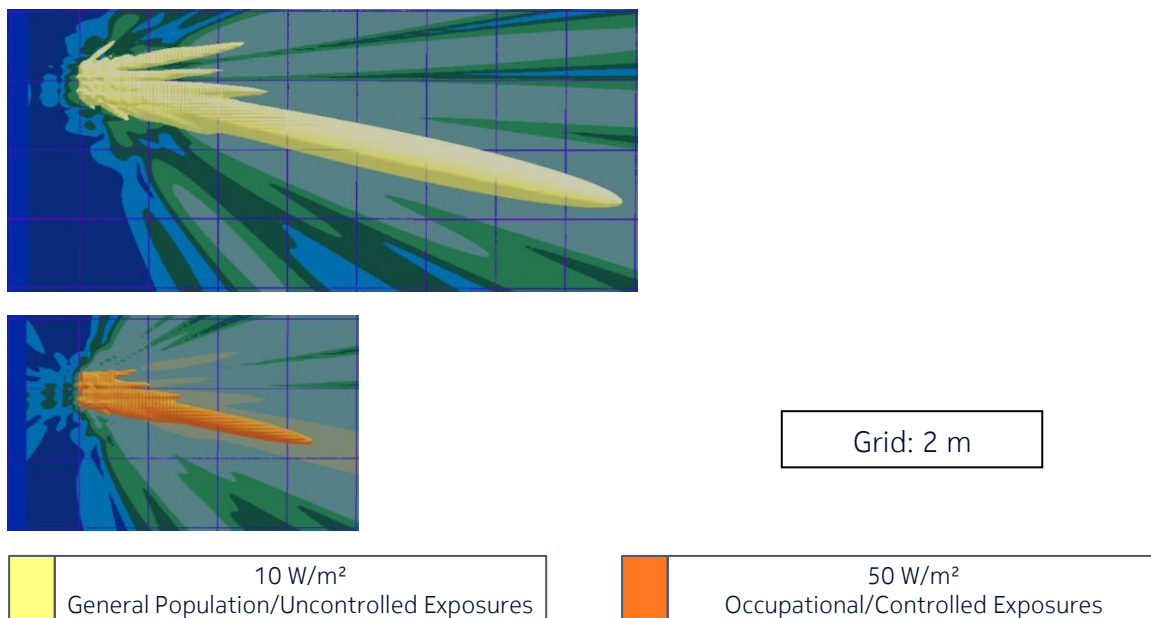 Grid: 2 m
10 W/m²
General Population/Uncontrolled Exposures
50 W/m²
Occupational/Controlled Exposures